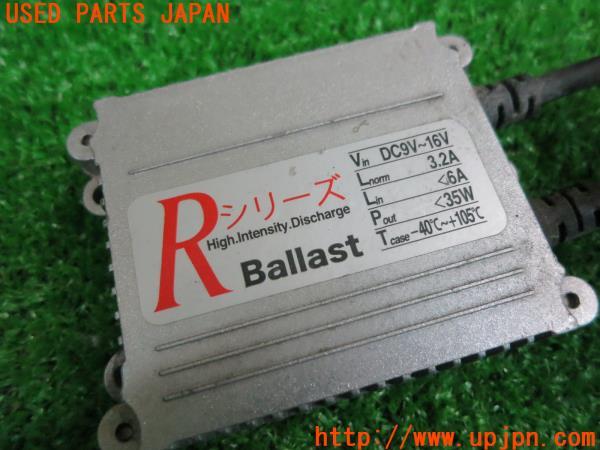 USED PARTS JAPAN
Rシリーズ
High.Intensity.Discharge
Ballast
Vin DC9V~16V
Lnorm 3.2A
Lin <6A
Pout <35W
Tcase -40℃~+105℃
http://www.upjpn.com